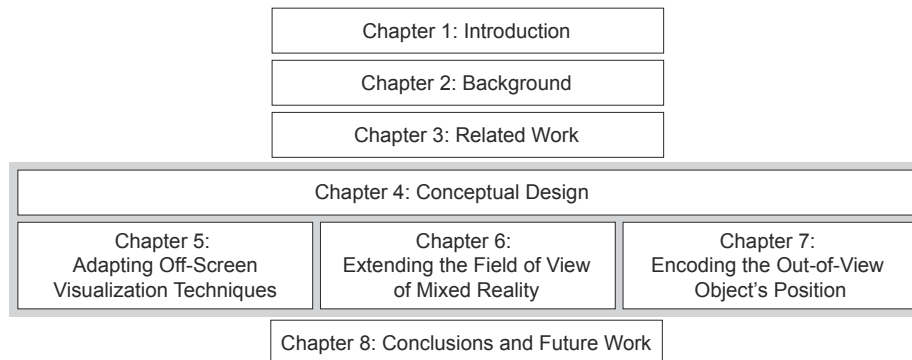 Chapter 1: Introduction
Chapter 2: Background
Chapter 3: Related Work
Chapter 4: Conceptual Design
Chapter 5:
Adapting Off-Screen
Visualization Techniques
Chapter 6:
Extending the Field of View
of Mixed Reality
Chapter 7:
Encoding the Out-of-View
Object's Position
Chapter 8: Conclusions and Future Work